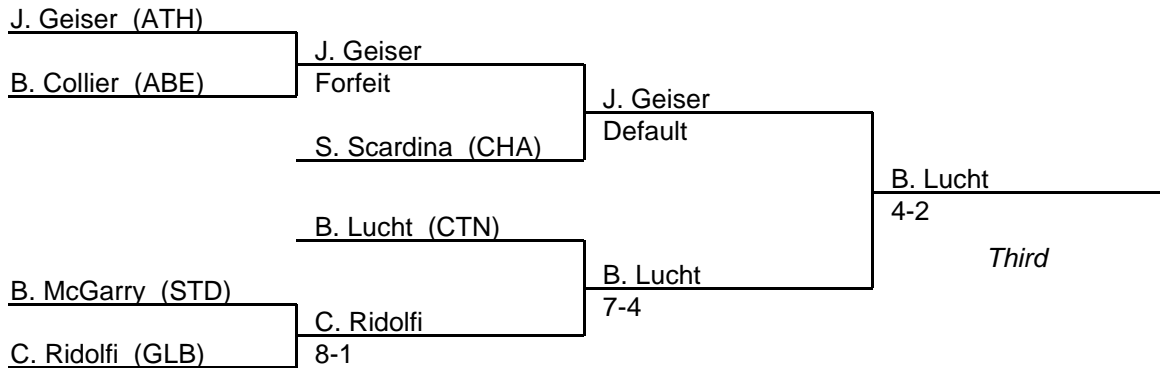 J. Geiser (ATH)
J. Geiser
B. Collier (ABE)
Forfeit
J. Geiser
Default
S. Scardina (CHA)
B. Lucht
4-2
B. Lucht (CTN)
Third
B. Lucht
B. McGarry (STD)
7-4
C. Ridolfi
C. Ridolfi (GLB)
8-1